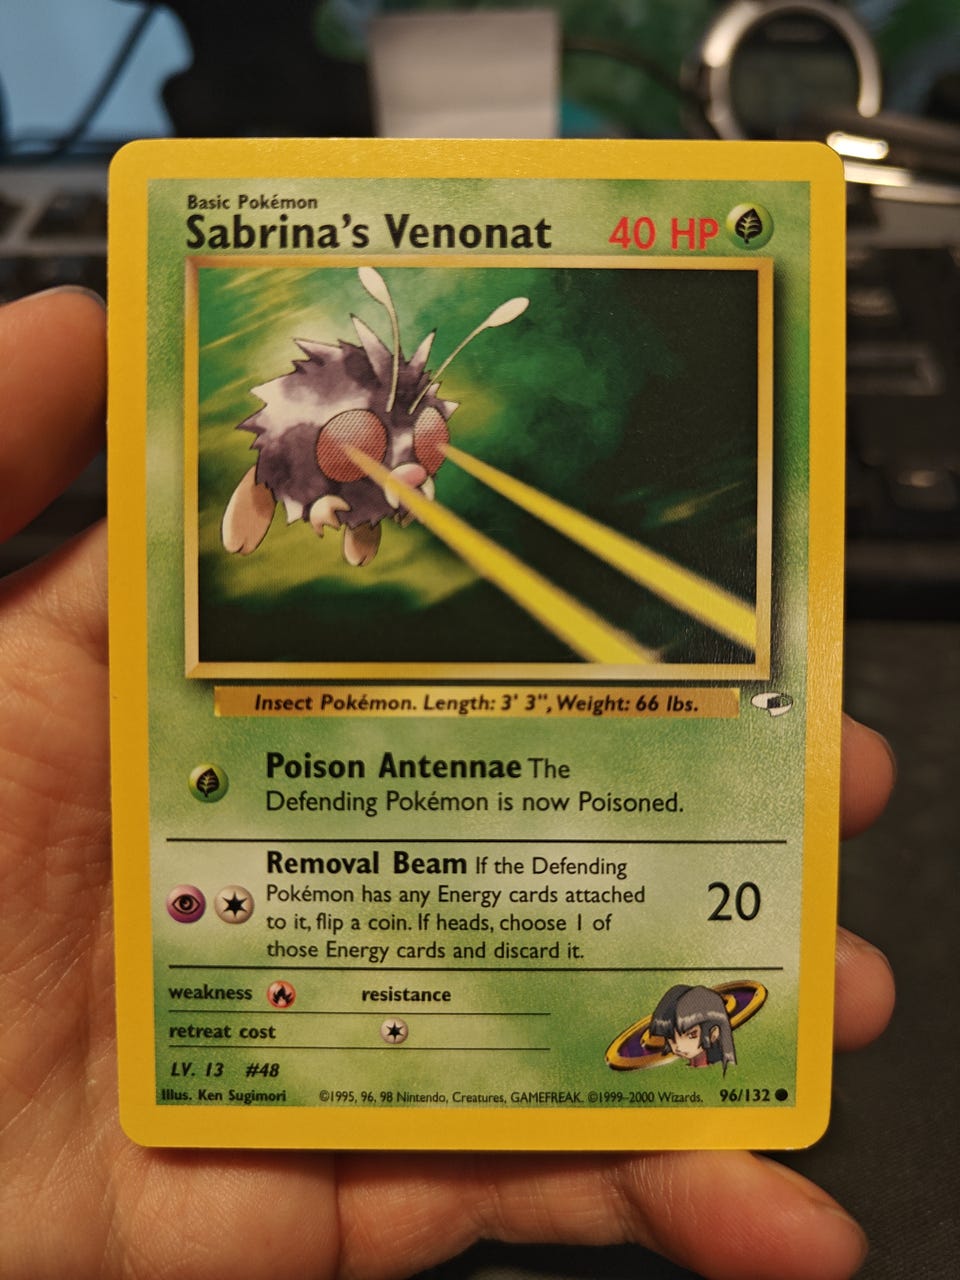 Basic Pokémon
Sabrina's Venonat 40 HP
Insect Pokémon. Length: 3' 3", Weight: 66 lbs.
Poison Antennae The
Defending Pokémon is now Poisoned.
Removal Beam If the Defending
Pokémon has any Energy cards attached
to it, flip a coin. If heads, choose 1 of
those Energy cards and discard it.
20
weakness resistance
retreat cost
LV. 13 #48
Illus. Ken Sugimori ©1995, 96, 98 Nintendo, Creatures, GAMEFREAK. ©1999–2000 Wizards. 96/132